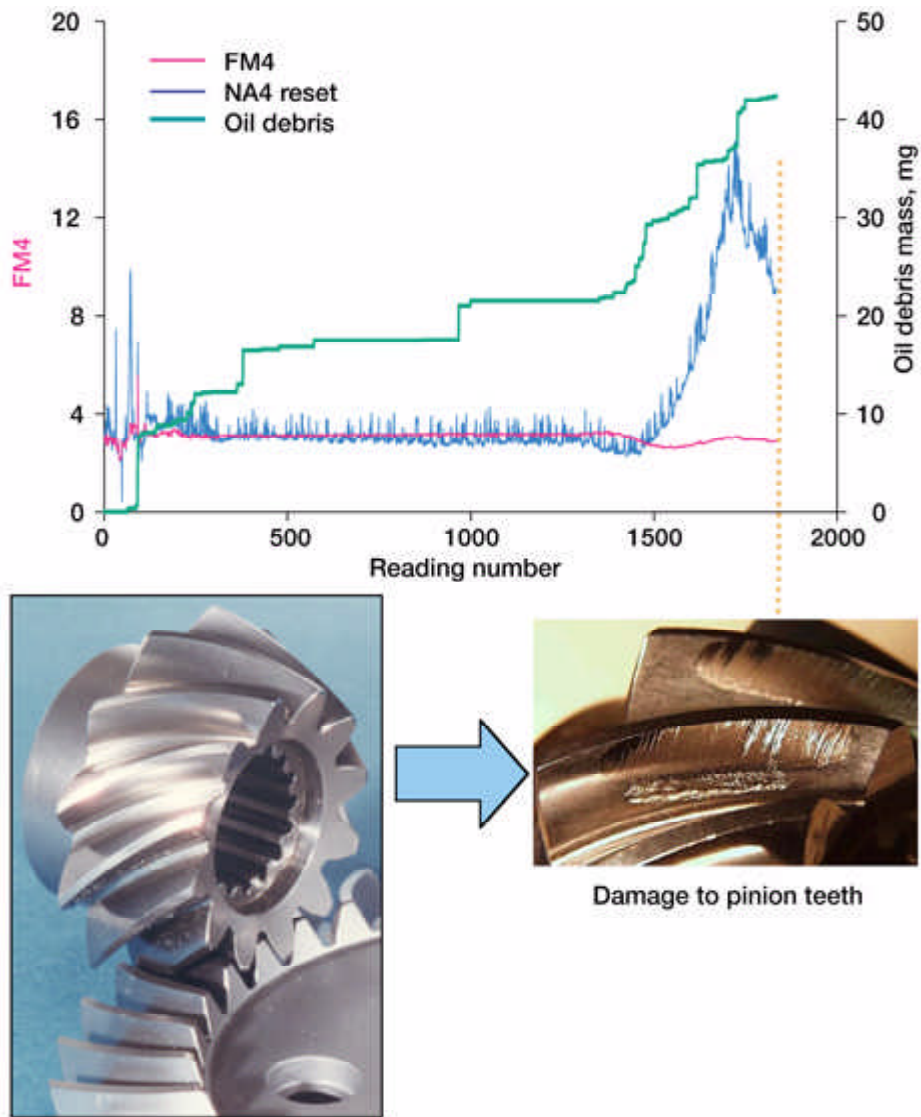 20
50
FM4
NA4 reset
Oil debris
16
40
12
30
FM4
Oil debris mass, mg
8
20
4
10
0
0
0
500
1000
1500
2000
Reading number
Damage to pinion teeth